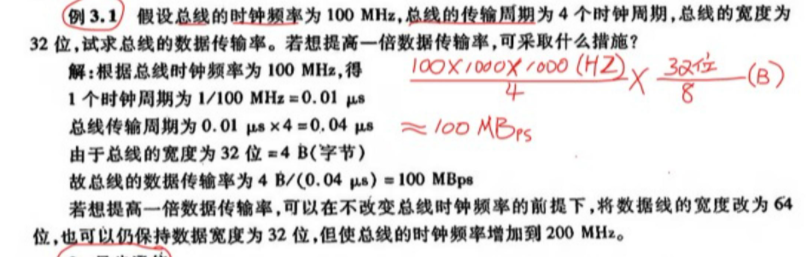 例 3.1 假设总线的时钟频率为 100 MHz,总线的传输周期为 4 个时钟周期,总线的宽度为
32 位,试求总线的数据传输率。若想提高一倍数据传输率,可采取什么措施?
解:根据总线时钟频率为 100 MHz,得
100×1000×1000 (HZ)/4 × 32位/8 (B)
1 个时钟周期为 1/100 MHz = 0.01 μs
总线传输周期为 0.01 μs × 4 = 0.04 μs
≈ 100 MBps
由于总线的宽度为 32 位 = 4 B(字节)
故总线的数据传输率为 4 B/(0.04 μs) = 100 MBps
若想提高一倍数据传输率,可以在不改变总线时钟频率的前提下,将数据线的宽度改为 64
位,也可以仍保持数据宽度为 32 位,但使总线的时钟频率增加到 200 MHz。